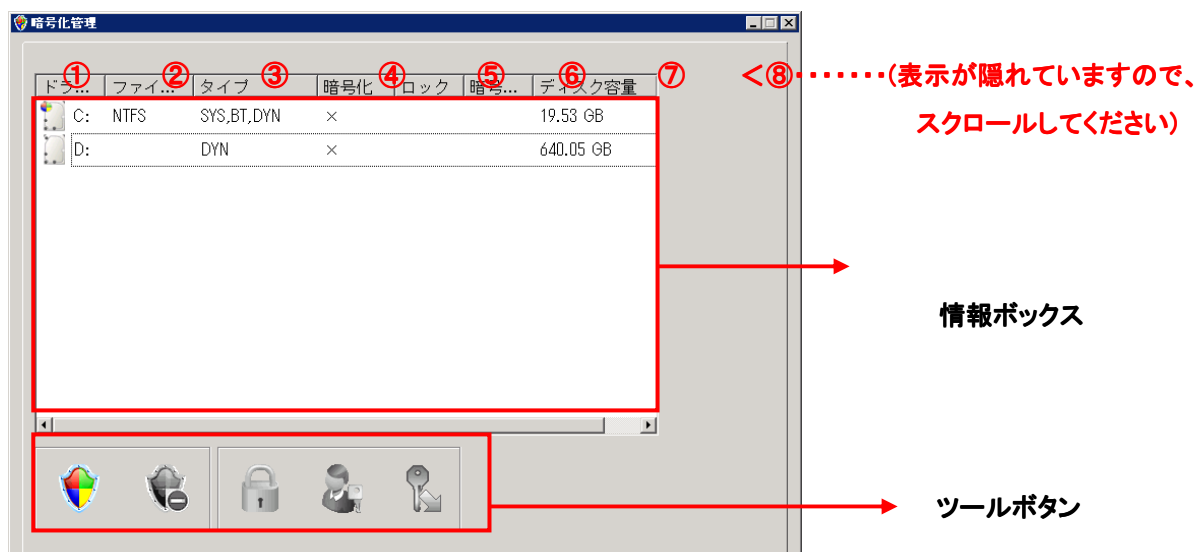 暗号化管理
① ② ③ ④ ⑤ ⑥ ⑦ <⑧・・・・・・・(表示が隠れていますので、
スクロールしてください)
ドラ... ファイ... タイプ 暗号化 ロック 暗号... ディスク容量
C: NTFS SYS,BT,DYN × 19.53 GB
D: DYN × 640.05 GB
情報ボックス
ツールボタン